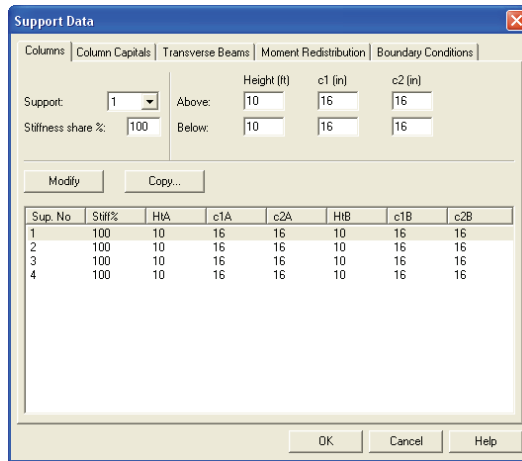 Support Data
Columns Column Capitals Transverse Beams Moment Redistribution Boundary Conditions
Height (ft) c1 (in) c2 (in)
Support: 1 Above: 10 16 16
Stiffness share %: 100 Below: 10 16 16
Modify Copy...
Sup. No Stiff% HtA c1A c2A HtB c1B c2B
1 100 10 16 16 10 16 16
2 100 10 16 16 10 16 16
3 100 10 16 16 10 16 16
4 100 10 16 16 10 16 16
OK Cancel Help